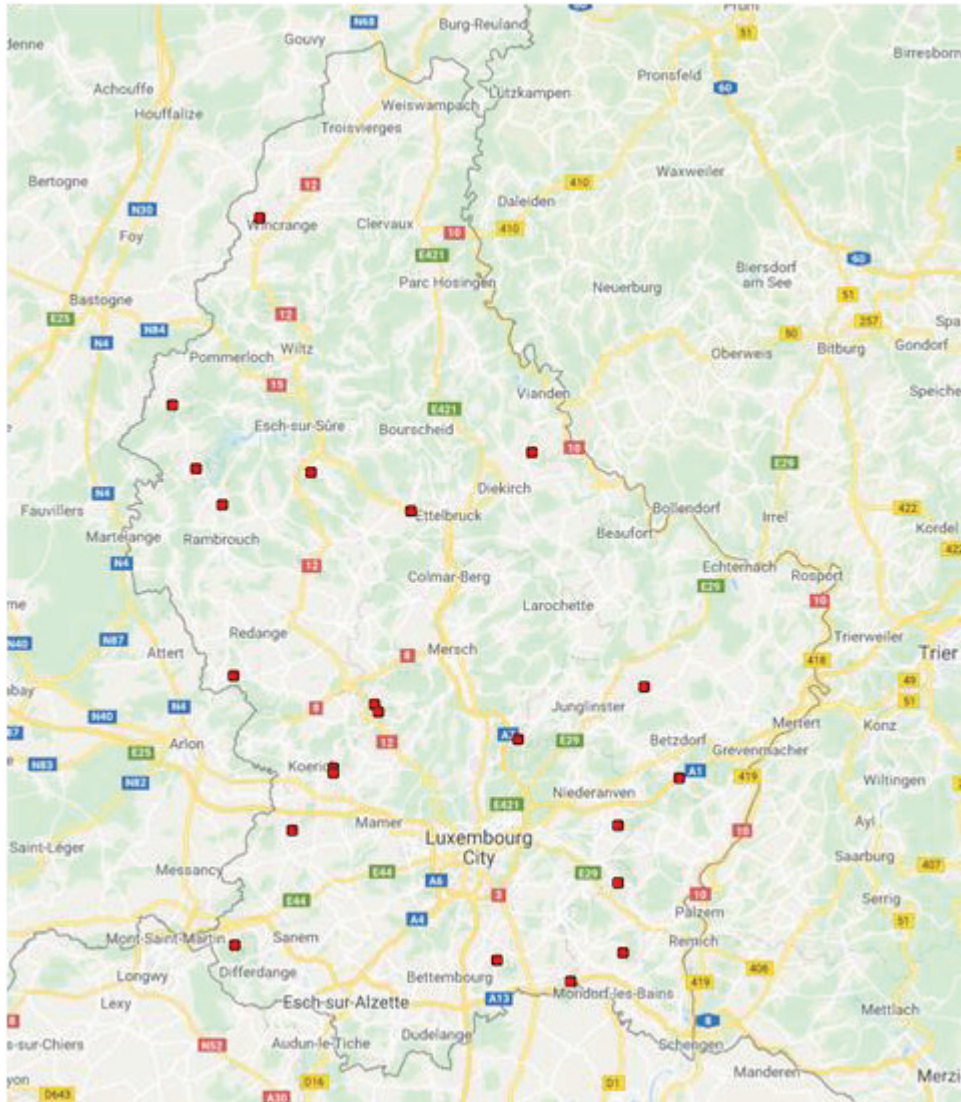 Burg-Reuland
Prüm
N68
Gouvy
51
Birresborn
Pronsfeld
60
Achouffe
Houffalize
Lützkampen
Weiswampach
Troisvierges
Waxweiler
Bertogne
12
410
Daleiden
N30
Foy
Wincrange
Clervaux
10
410
E421
60
Biersdorf
am See
Parc Hosingen
Neuerburg
Bastogne
51
E25
12
257
N84
50
N4
Wiltz
Oberweis
Bitburg
Gondorf
Pommerloch
15
Vianden
E421
Esch-sur-Sûre
Bourscheid
10
E29
N4
Diekirch
Fauvillers
Ettelbruck
Bollendorf
Irrel
422
Kordel
Martelange
Rambrouch
Beaufort
N4
12
Echternach
Colmar-Berg
E29
Rosport
Larochette
10
N40
N87
Redange
Trierweiler
Attert
8
Mersch
418
Trier
49
N4
8
Junglinster
51
N40
A7
Mertert
Konz
Arlon
E25
12
E29
Betzdorf
Grevenmacher
N83
N82
A1
419
Niederanven
Wiltingen
E421
Mamer
Ayl
Luxembourg
City
10
Saint-Léger
Saarburg
407
Messancy
E44
A6
E29
E44
3
10
Serrig
A4
Palzem
51
Mont-Saint-Martin
Sanem
Remich
Longwy
Differdange
Bettembourg
419
406
Lexy
Esch-sur-Alzette
A13
Mondorf-les-Bains
Mettlach
8
Dudelange
N52
Audun-le-Tiche
Schengen
Manderen
D643
A30
D16
D1